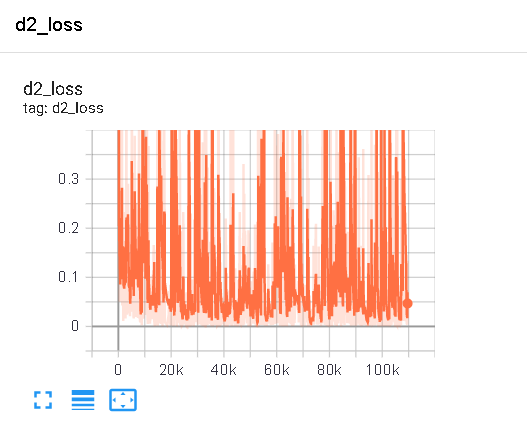 d2_loss
d2_loss
tag: d2_loss
0.3
0.2
0.1
0
0 20k 40k 60k 80k 100k